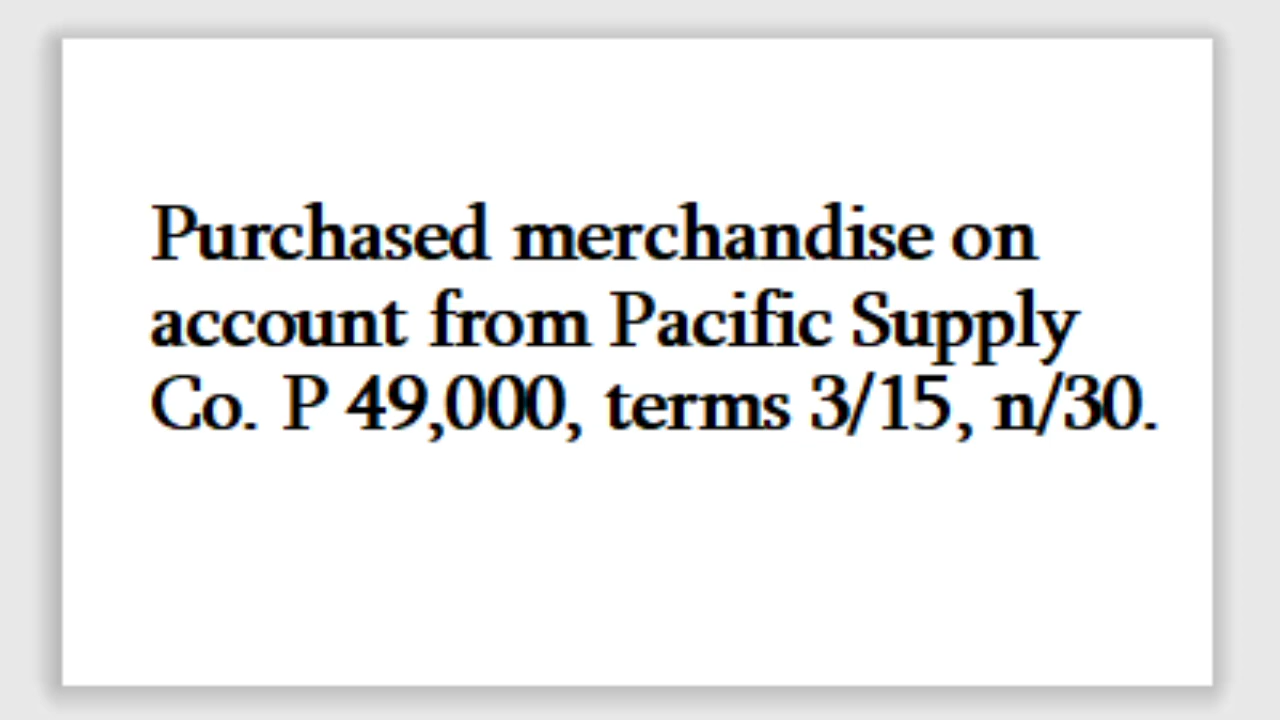 Purchased merchandise on
account from Pacific Supply
Co. P 49,000, terms 3/15, n/30.